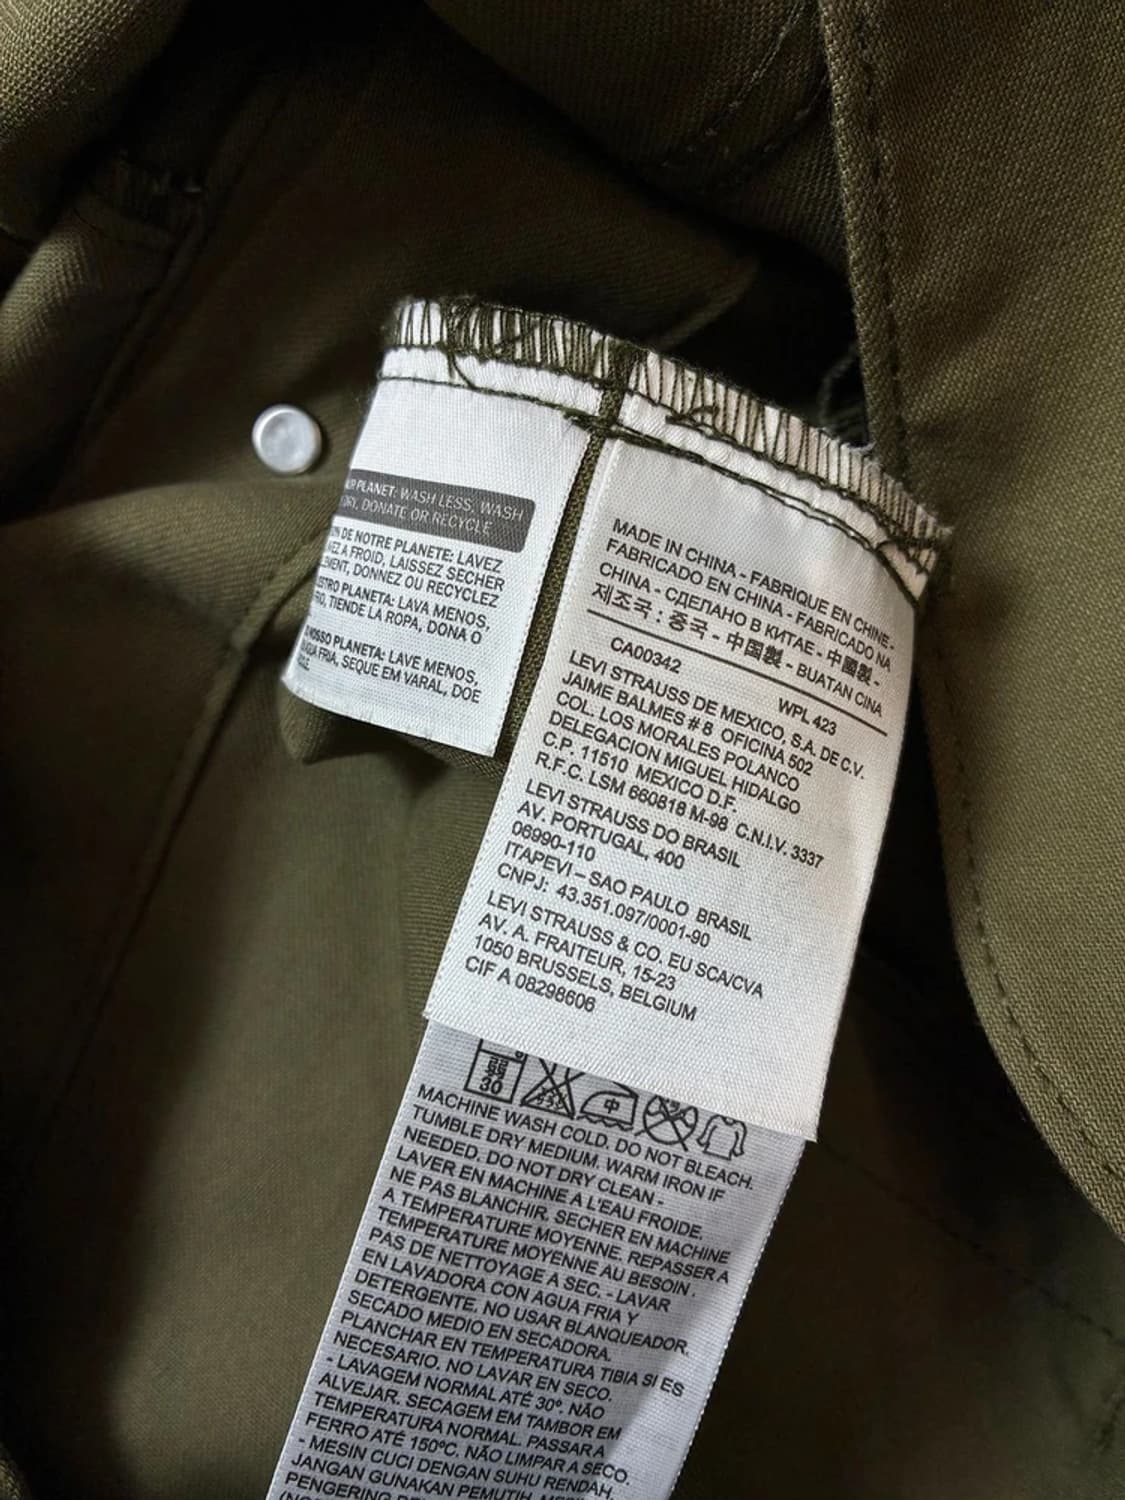 R PLANET: WASH LESS, WASH
DRY, DONATE OR RECYCLE
N DE NOTRE PLANETE: LAVEZ
EZ A FROID, LAISSEZ SECHER
EMENT, DONNEZ OU RECYCLEZ
STRO PLANETA: LAVA MENOS,
RIO, TIENDE LA ROPA, DONA O
NOSSO PLANETA: LAVE MENOS,
GUA FRIA, SEQUE EM VARAL, DOE
MADE IN CHINA - FABRIQUE EN CHINE -
FABRICADO EN CHINA - FABRICADO NA
CHINA - СДЕЛАНО В КИТАЕ - 中國製 -
제조국 : 중국 - 中国製 - BUATAN CINA
CA00342 WPL 423
LEVI STRAUSS DE MEXICO, S.A. DE C.V.
JAIME BALMES # 8 OFICINA 502
COL. LOS MORALES POLANCO
DELEGACION MIGUEL HIDALGO
C.P. 11510 MEXICO D.F.
R.F.C. LSM 660818 M-98 C.N.I.V. 3337
LEVI STRAUSS DO BRASIL
AV. PORTUGAL, 400
06990-110
ITAPEVI – SAO PAULO BRASIL
CNPJ: 43.351.097/0001-90
LEVI STRAUSS & CO. EU SCA/CVA
AV. A. FRAITEUR, 15-23
1050 BRUSSELS, BELGIUM
CIF A 08298606
弱
30
中
MACHINE WASH COLD. DO NOT BLEACH.
TUMBLE DRY MEDIUM. WARM IRON IF
NEEDED. DO NOT DRY CLEAN -
LAVER EN MACHINE A L'EAU FROIDE.
NE PAS BLANCHIR. SECHER EN MACHINE
A TEMPERATURE MOYENNE. REPASSER A
TEMPERATURE MOYENNE AU BESOIN .
PAS DE NETTOYAGE A SEC. - LAVAR
EN LAVADORA CON AGUA FRIA Y
DETERGENTE. NO USAR BLANQUEADOR.
SECADO MEDIO EN SECADORA.
PLANCHAR EN TEMPERATURA TIBIA SI ES
NECESARIO. NO LAVAR EN SECO.
- LAVAGEM NORMAL ATÉ 30º. NÃO
ALVEJAR. SECAGEM EM TAMBOR EM
TEMPERATURA NORMAL. PASSAR A
FERRO ATÉ 150ºC. NÃO LIMPAR A SECO.
- MESIN CUCI DENGAN SUHU RENDAH.
JANGAN GUNAKAN PEMUTIH.
PENGERING